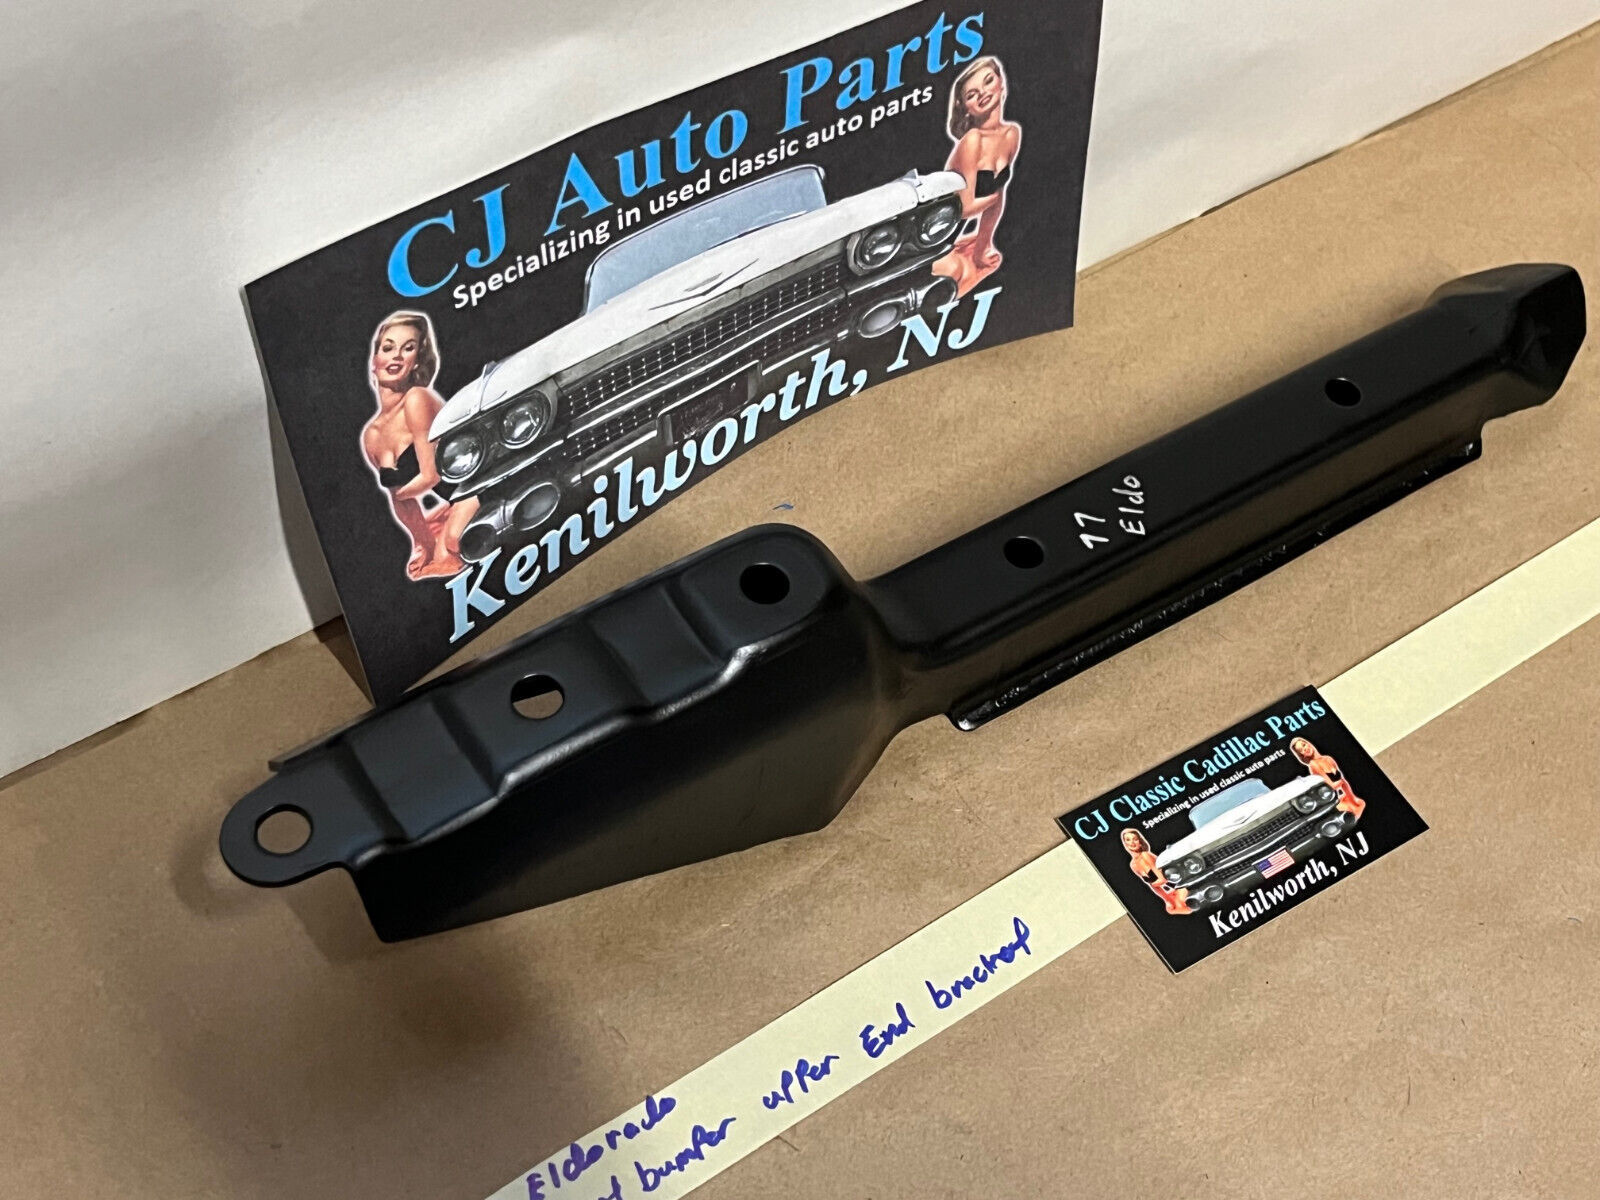 CJ Auto Parts
Specializing in used classic auto parts
Kenilworth, NJ
77
Eldo
CJ Classic Cadillac Parts
Specializing in used classic auto parts
Kenilworth, NJ
Eldorado
bumper upper End bracket